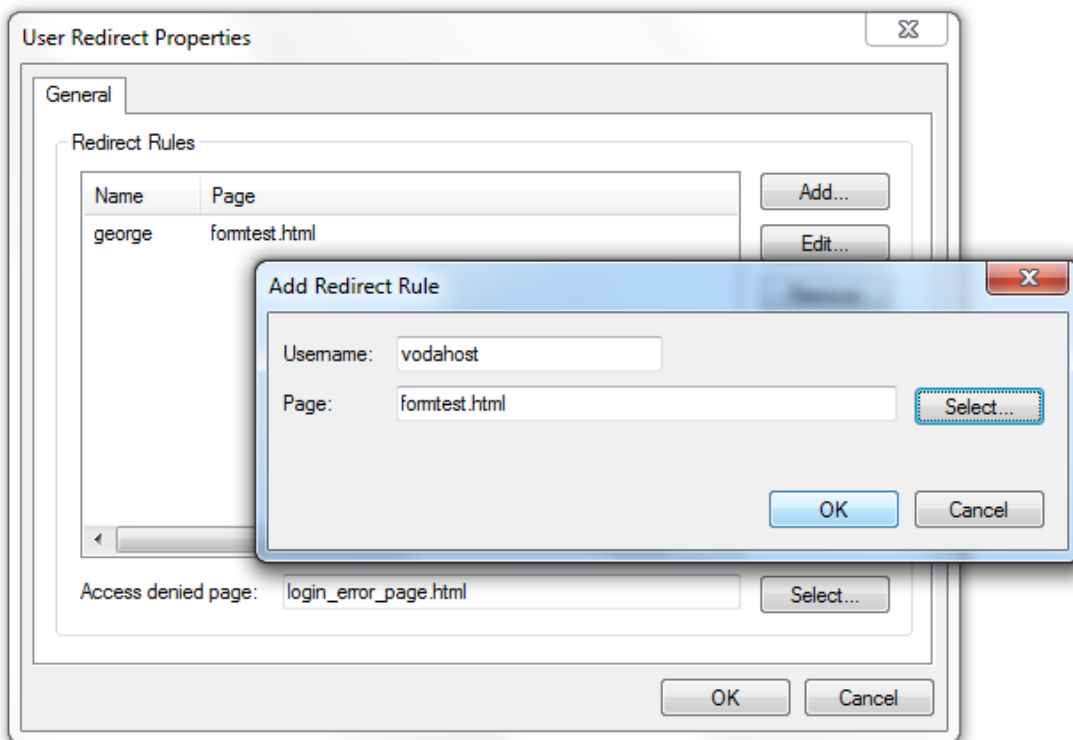 User Redirect Properties
General
Redirect Rules
Name Page
Add...
george formtest.html
Edit...
Add Redirect Rule
Remove
Username: vodahost
Page: formtest.html
Select...
OK Cancel
Access denied page: login_error_page.html
Select...
OK Cancel